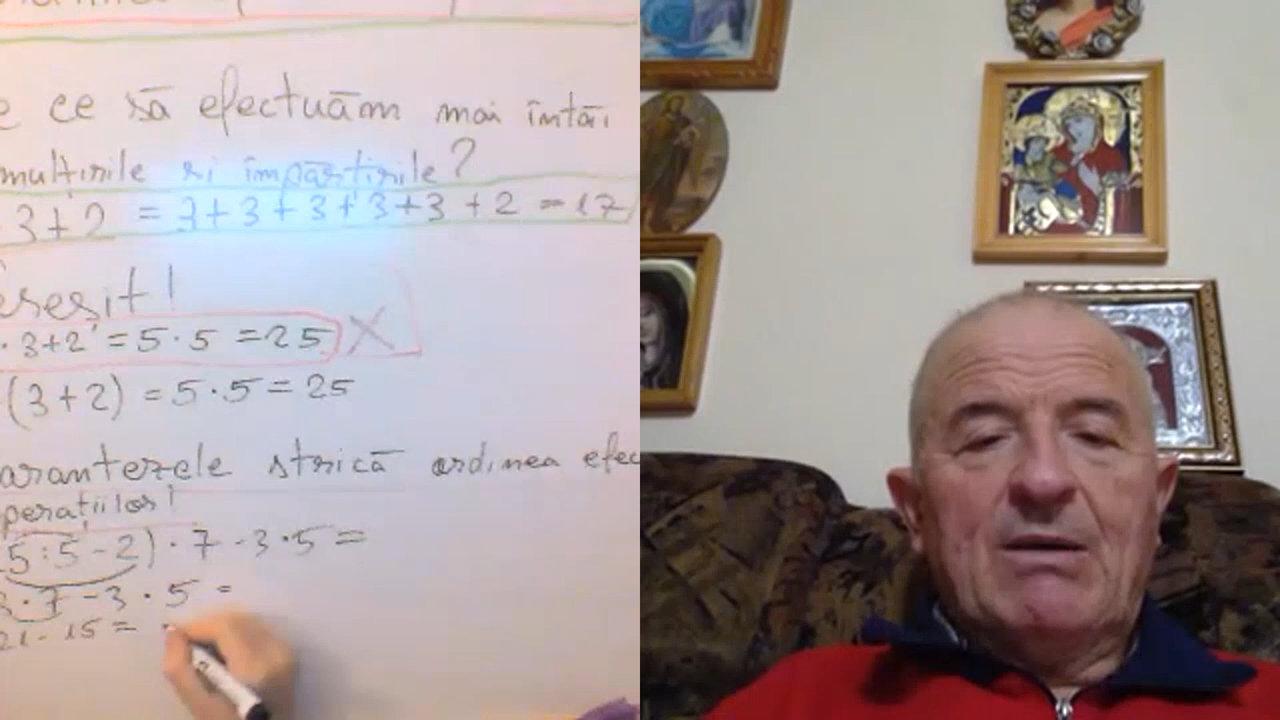 e ce să efectuăm mai întâi
mulțirile și împărțirile?
3+2 = 3+3+3+3+3+2 = 17
eșit!
· 3+2 = 5·5 = 25 X
(3+2) = 5·5 = 25
arantezele strică ordinea efec
perațiilor!
5:5-2)·7-3·5=
·7-3·5=
21-15=